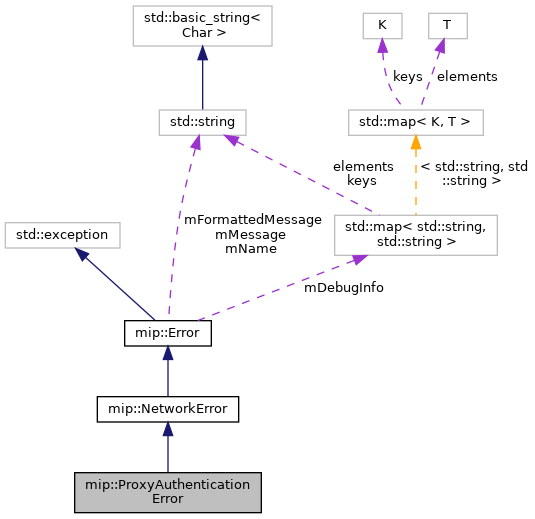 std::basic_string<
Char >
K
T
keys
elements
std::string
std::map< K, T >
elements
keys
< std::string, std
::string >
mFormattedMessage
mMessage
mName
std::exception
std::map< std::string,
std::string >
mDebugInfo
mip::Error
mip::NetworkError
mip::ProxyAuthentication
Error